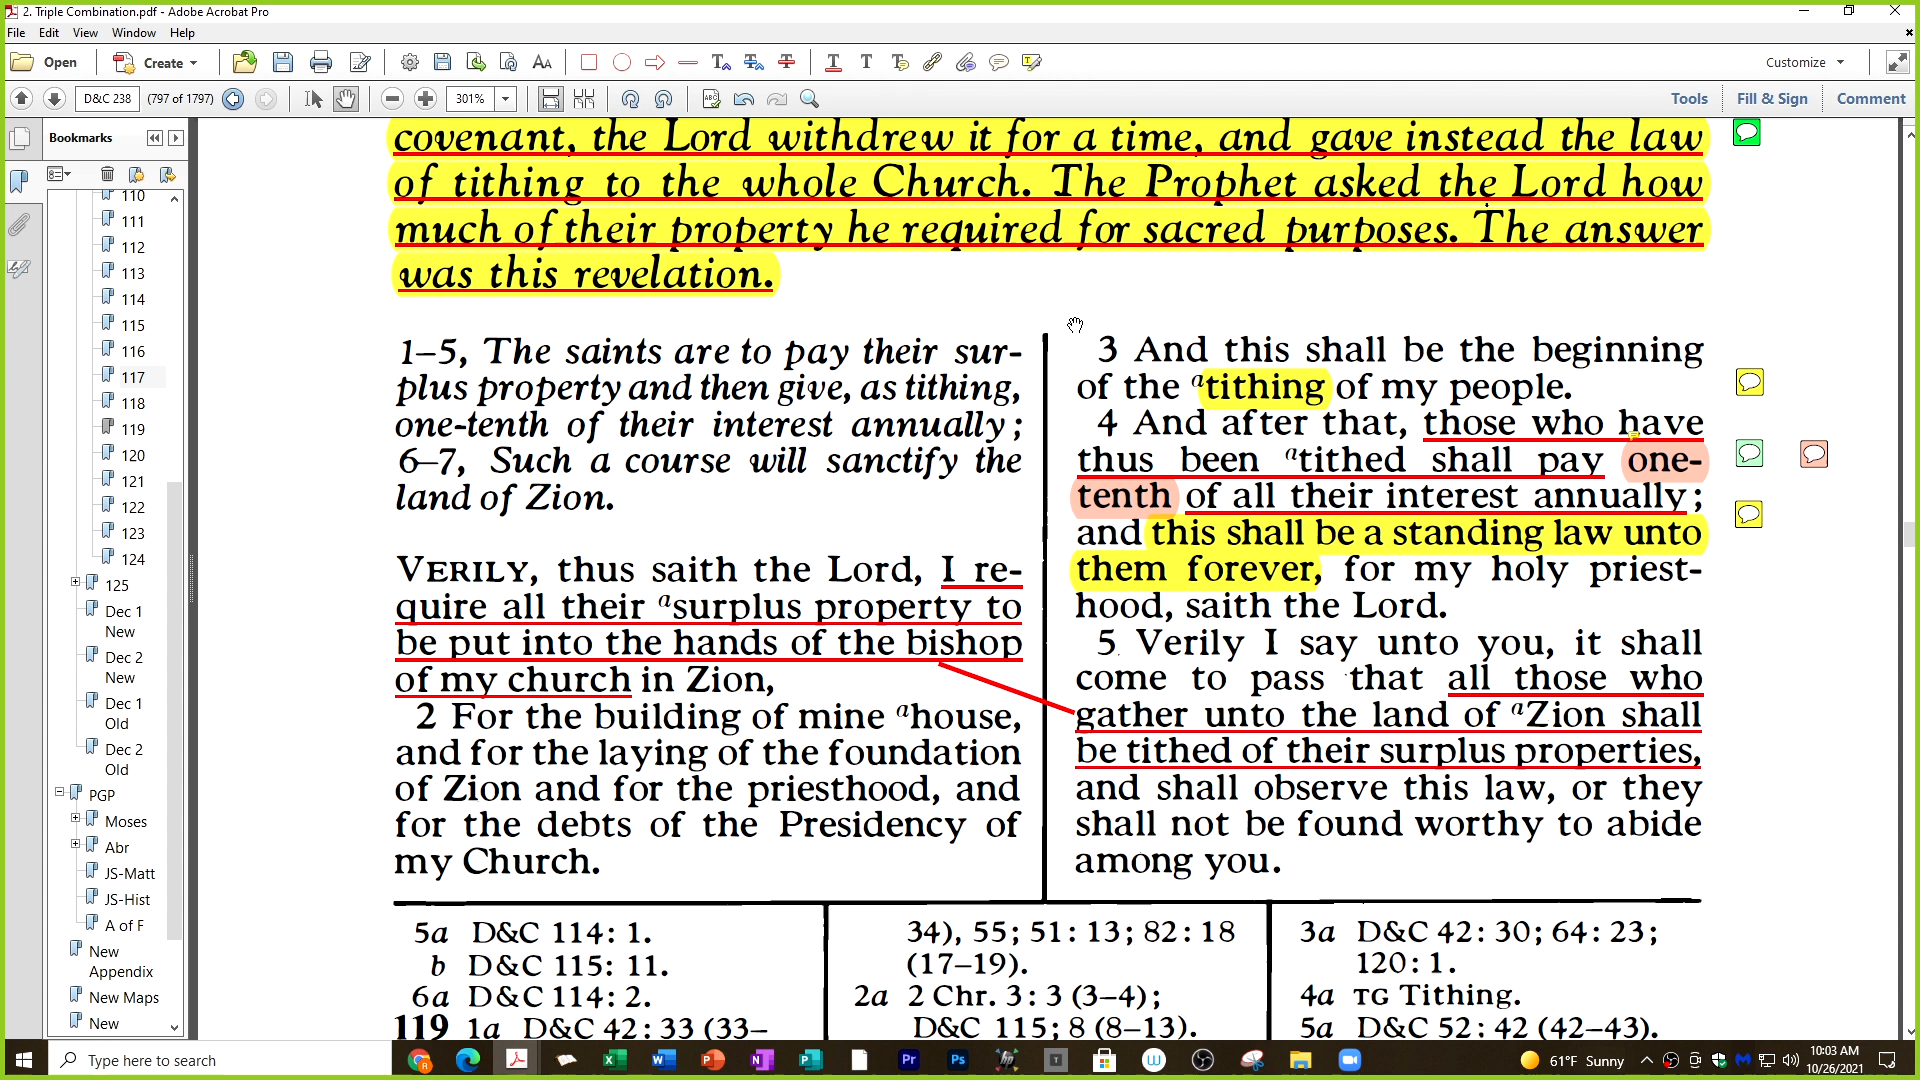 2. Triple Combination.pdf - Adobe Acrobat Pro
File Edit View Window Help
Open Create Customize
D&C 238 (797 of 1797) 301% Tools Fill & Sign Comment
Bookmarks
110
111
112
113
114
115
116
117
118
119
120
121
122
123
124
125
Dec 1
New
Dec 2
New
Dec 1
Old
Dec 2
Old
PGP
Moses
Abr
JS-Matt
JS-Hist
A of F
New
Appendix
New Maps
New
covenant, the Lord withdrew it for a time, and gave instead the law
of tithing to the whole Church. The Prophet asked the Lord how
much of their property he required for sacred purposes. The answer
was this revelation.
1–5, The saints are to pay their sur-
plus property and then give, as tithing,
one-tenth of their interest annually;
6–7, Such a course will sanctify the
land of Zion.
VERILY, thus saith the Lord, I re-
quire all their asurplus property to
be put into the hands of the bishop
of my church in Zion,
2 For the building of mine ahouse,
and for the laying of the foundation
of Zion and for the priesthood, and
for the debts of the Presidency of
my Church.
3 And this shall be the beginning
of the atithing of my people.
4 And after that, those who have
thus been atithed shall pay one-
tenth of all their interest annually;
and this shall be a standing law unto
them forever, for my holy priest-
hood, saith the Lord.
5 Verily I say unto you, it shall
come to pass that all those who
gather unto the land of aZion shall
be tithed of their surplus properties,
and shall observe this law, or they
shall not be found worthy to abide
among you.
5a D&C 114: 1.
b D&C 115: 11.
6a D&C 114: 2.
119 1a D&C 42: 33 (33–
34), 55; 51: 13; 82: 18
(17–19).
2a 2 Chr. 3: 3 (3–4);
D&C 115: 8 (8–13).
3a D&C 42: 30; 64: 23;
120: 1.
4a TG Tithing.
5a D&C 52: 42 (42–43).
Type here to search
61°F Sunny
10:03 AM
10/26/2021